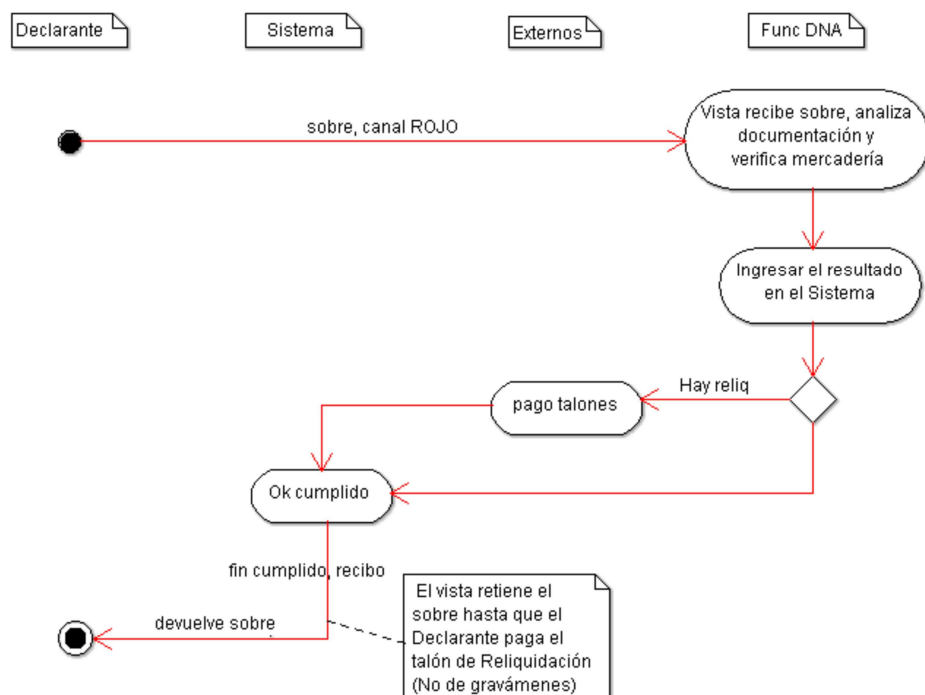 Declarante
Sistema
Externos
Func DNA
sobre, canal ROJO
Vista recibe sobre, analiza
documentación y
verifica mercadería
Ingresar el resultado
en el Sistema
Hay reliq
pago talones
Ok cumplido
fin cumplido, recibo
devuelve sobre
El vista retiene el
sobre hasta que el
Declarante paga el
talón de Reliquidación
(No de gravámenes)